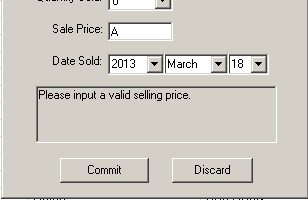 Sale Price: A
Date Sold: 2013 March 18
Please input a valid selling price.
Commit Discard